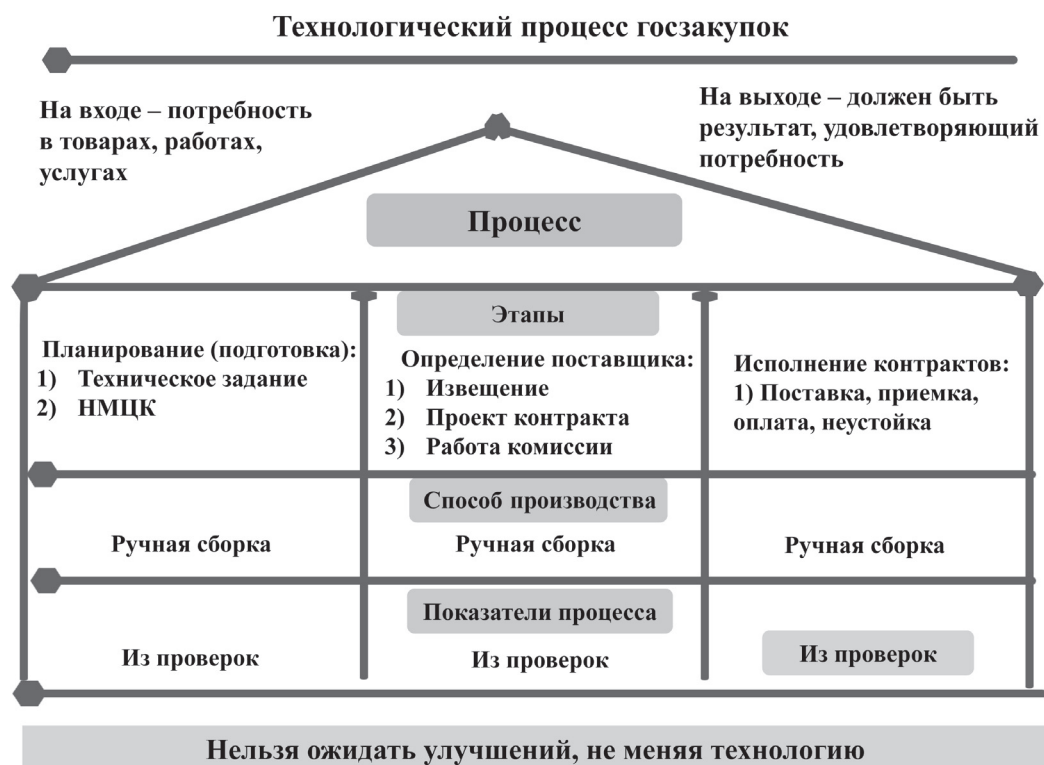 Технологический процесс госзакупок
На входе – потребность
в товарах, работах,
услугах
На выходе – должен быть
результат, удовлетворяющий
потребность
Процесс
Этапы
Планирование (подготовка):
1) Техническое задание
2) НМЦК
Определение поставщика:
1) Извещение
2) Проект контракта
3) Работа комиссии
Исполнение контрактов:
1) Поставка, приемка,
оплата, неустойка
Способ производства
Ручная сборка
Ручная сборка
Ручная сборка
Показатели процесса
Из проверок
Из проверок
Из проверок
Нельзя ожидать улучшений, не меняя технологию